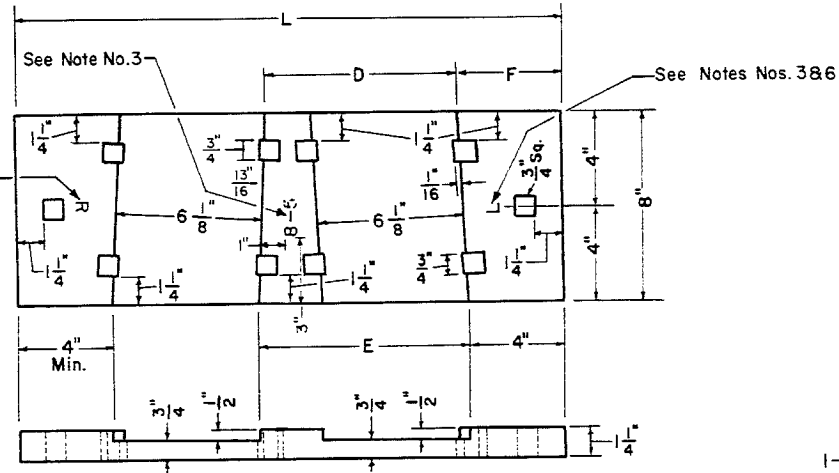 L
See Note No.3
D
F
See Notes Nos. 3&6
1 1/4"
3/4"
1 1/4"
4"
3/4" Sq.
13/16"
1/16"
8"
R
6 1/8"
8-5
6 1/8"
L
1"
4"
1 1/4"
1 1/4"
1 1/4"
3/4"
1 1/4"
3"
4"
Min.
E
4"
3/4"
1/2"
3/4"
1/2"
1 1/4"